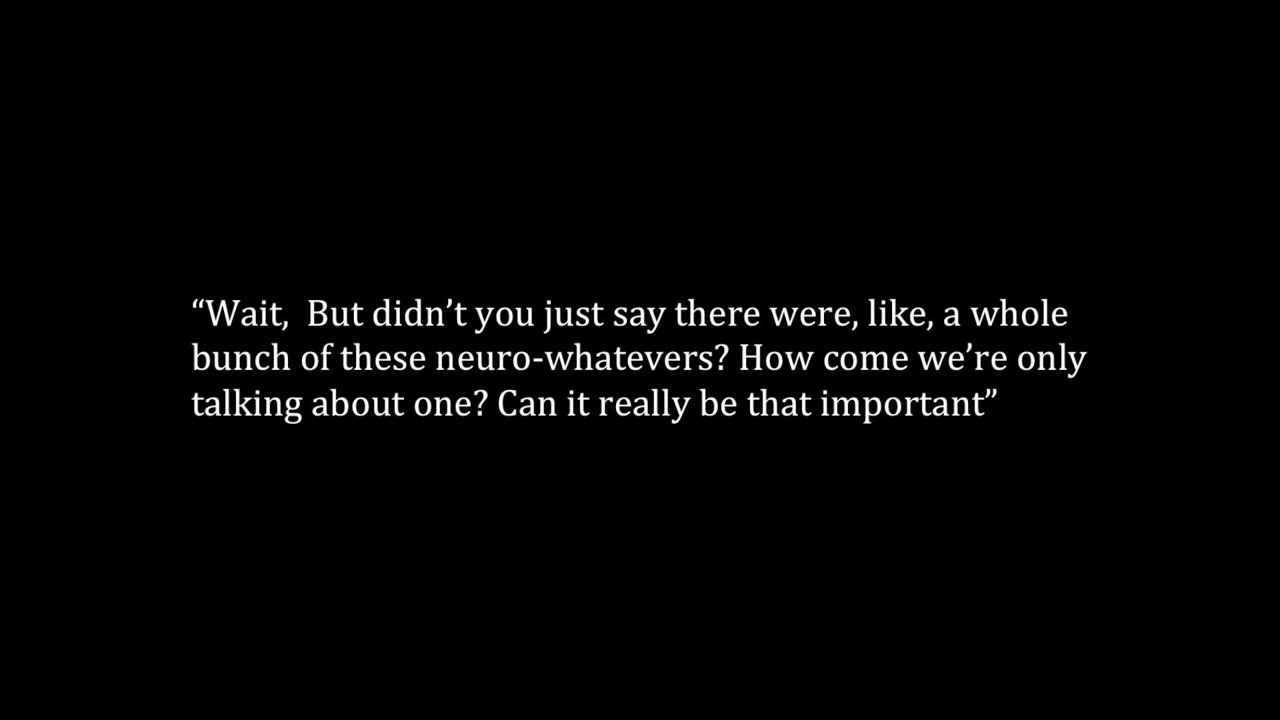 “Wait,  But didn’t you just say there were, like, a whole
bunch of these neuro-whatevers? How come we’re only
talking about one? Can it really be that important”